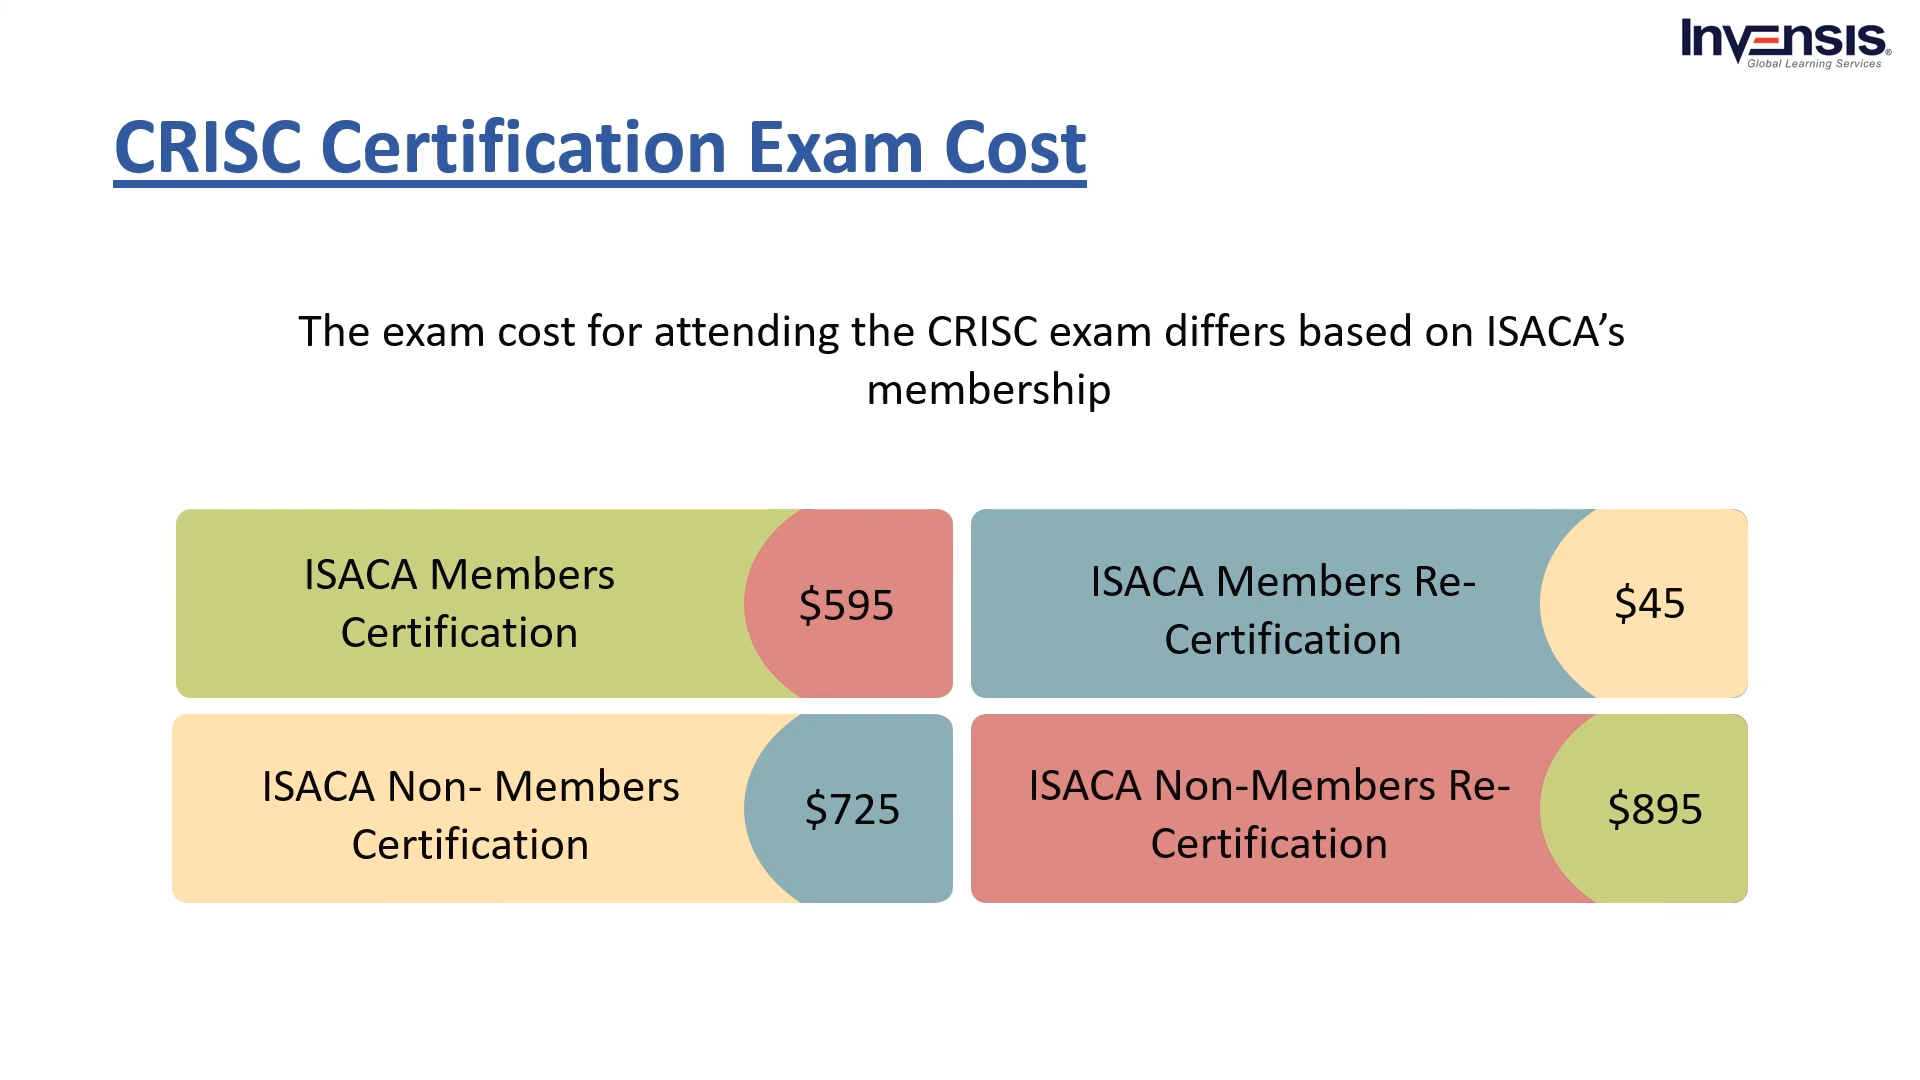 Invensis®
Global Learning Services
CRISC Certification Exam Cost
The exam cost for attending the CRISC exam differs based on ISACA’s
membership
ISACA Members
Certification
$595
ISACA Members Re-
Certification
$45
ISACA Non- Members
Certification
$725
ISACA Non-Members Re-
Certification
$895